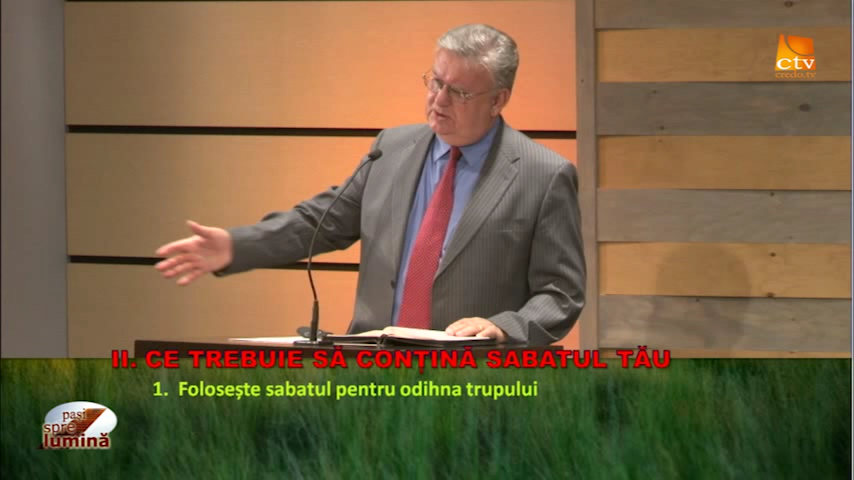 ctv
credo.tv
II. CE TREBUIE SĂ CONȚINĂ SABATUL TĂU
1. Folosește sabatul pentru odihna trupului
pași
spre
lumină